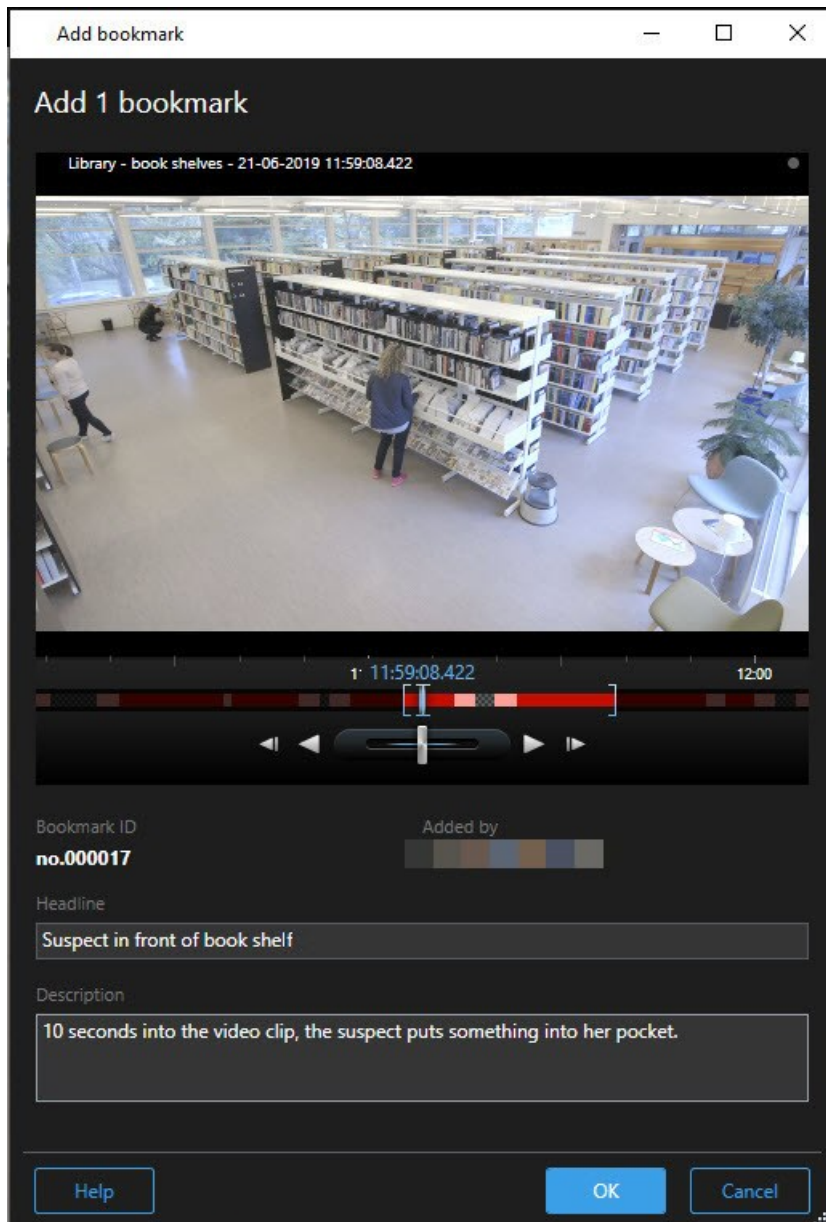 Add bookmark
Add 1 bookmark
Library - book shelves - 21-06-2019 11:59:08.422
11:59:08.422
12:00
Bookmark ID
Added by
no.000017
Headline
Suspect in front of book shelf
Description
10 seconds into the video clip, the suspect puts something into her pocket.
Help
OK
Cancel